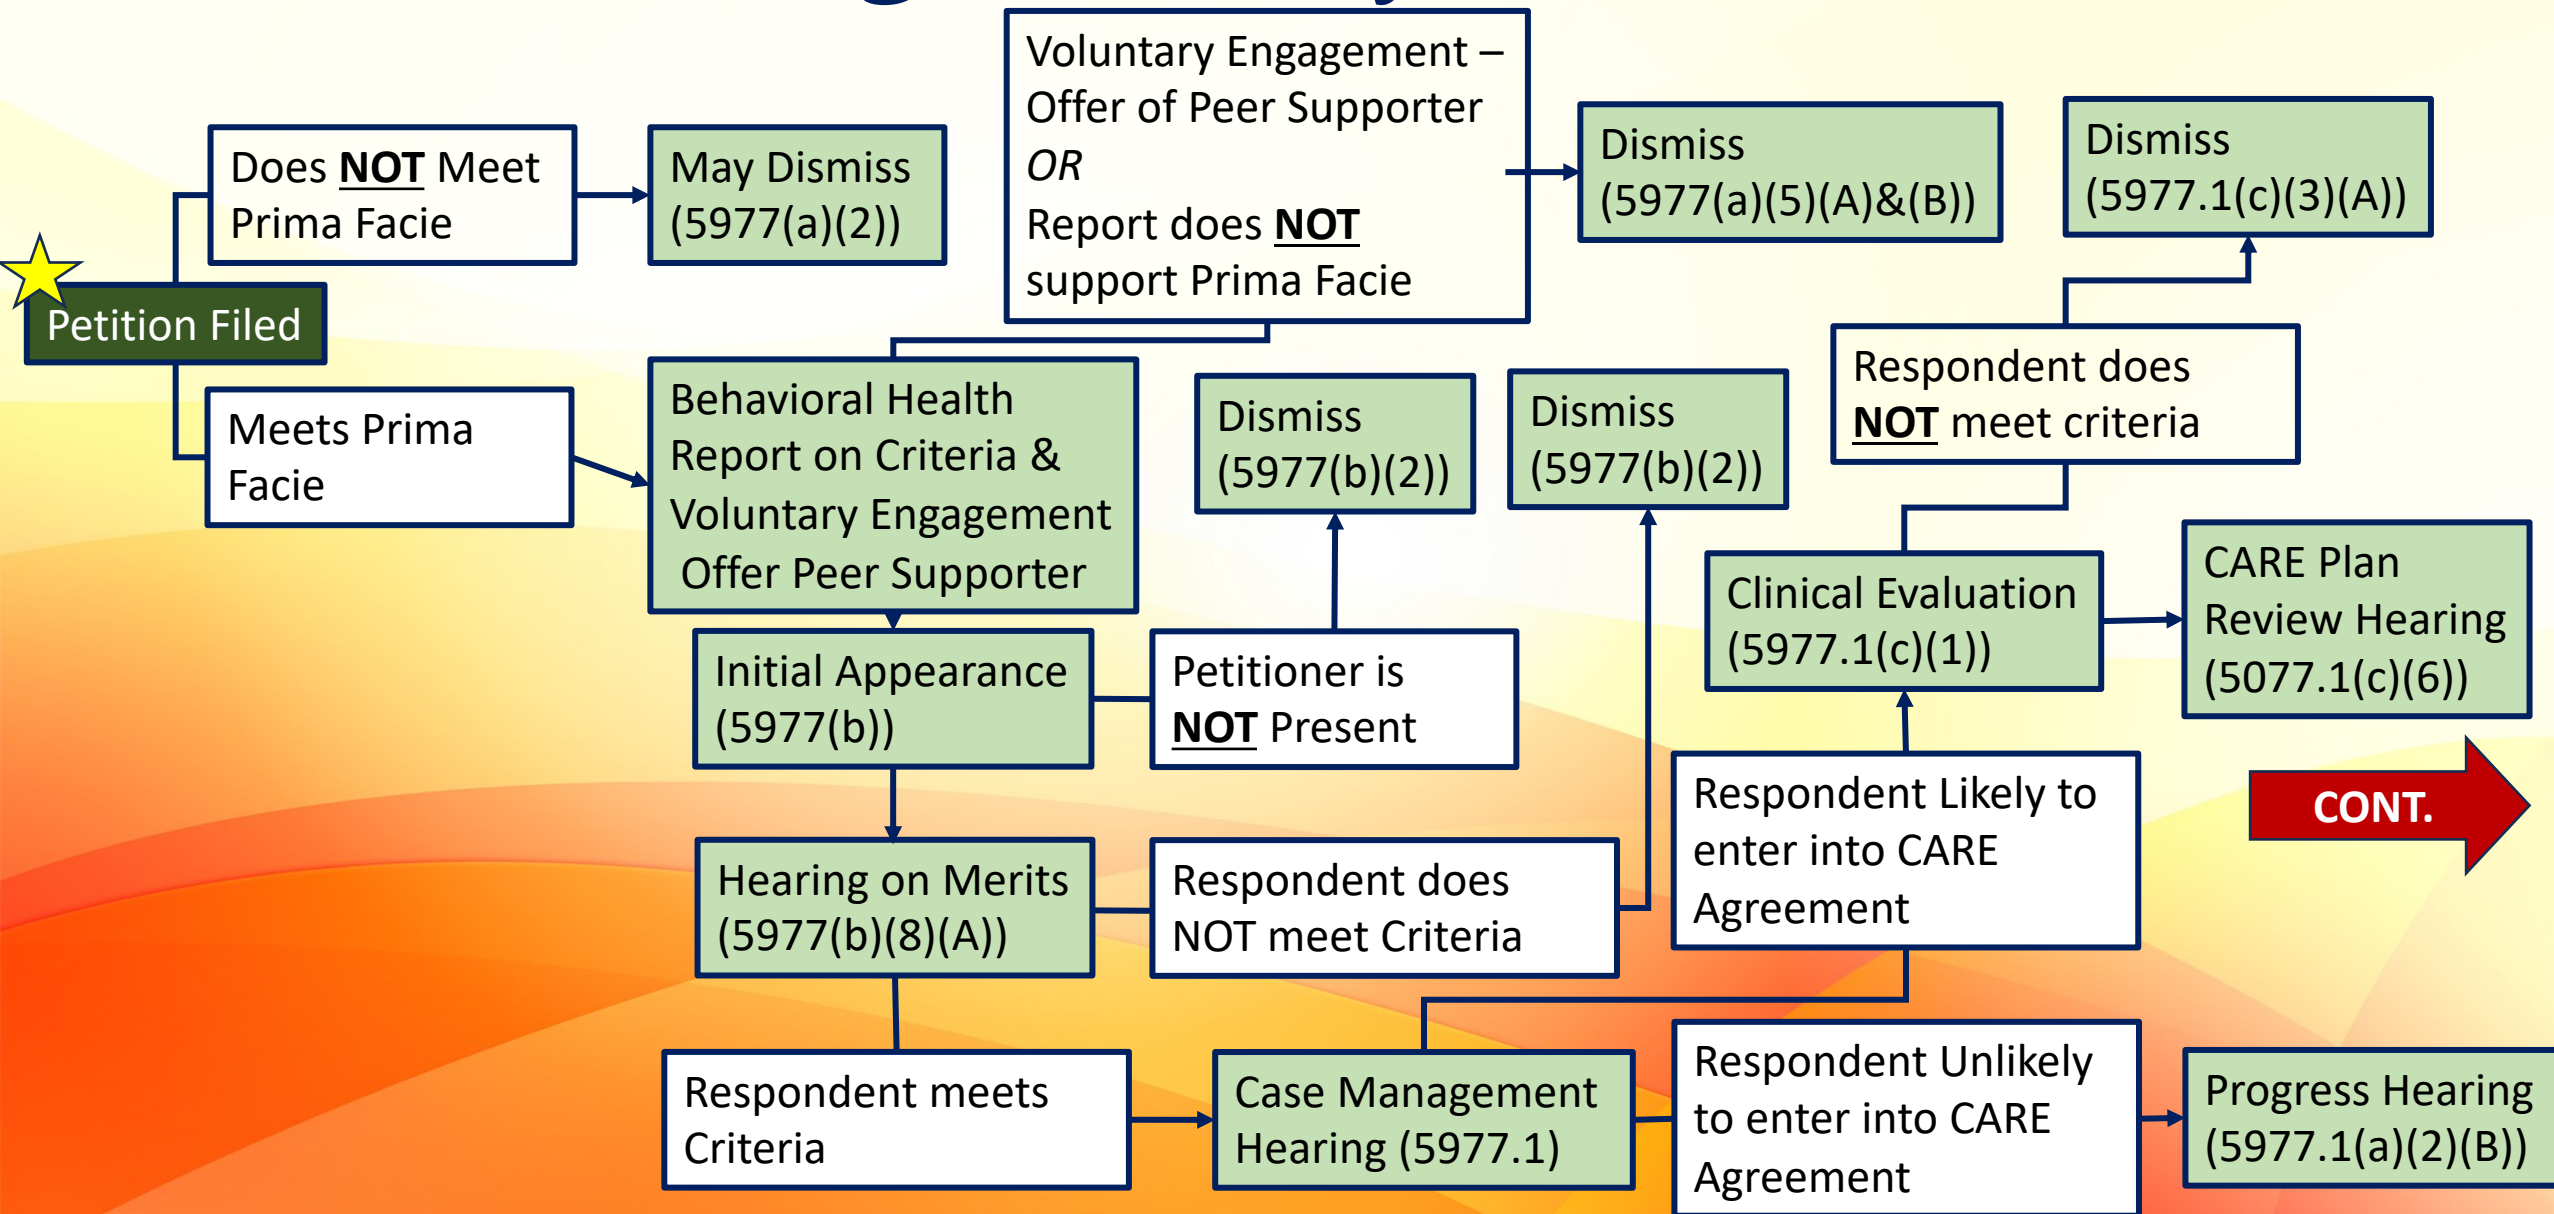 Voluntary Engagement –
Offer of Peer Supporter
OR
Report does NOT
support Prima Facie
Dismiss
(5977(a)(5)(A)&(B))
Dismiss
(5977.1(c)(3)(A))
Does NOT Meet
Prima Facie
May Dismiss
(5977(a)(2))
Petition Filed
Meets Prima
Facie
Behavioral Health
Report on Criteria &
Voluntary Engagement
Offer Peer Supporter
Dismiss
(5977(b)(2))
Dismiss
(5977(b)(2))
Respondent does
NOT meet criteria
Clinical Evaluation
(5977.1(c)(1))
CARE Plan
Review Hearing
(5077.1(c)(6))
Initial Appearance
(5977(b))
Petitioner is
NOT Present
Respondent Likely to
enter into CARE
Agreement
CONT.
Hearing on Merits
(5977(b)(8)(A))
Respondent does
NOT meet Criteria
Respondent meets
Criteria
Case Management
Hearing (5977.1)
Respondent Unlikely
to enter into CARE
Agreement
Progress Hearing
(5977.1(a)(2)(B))